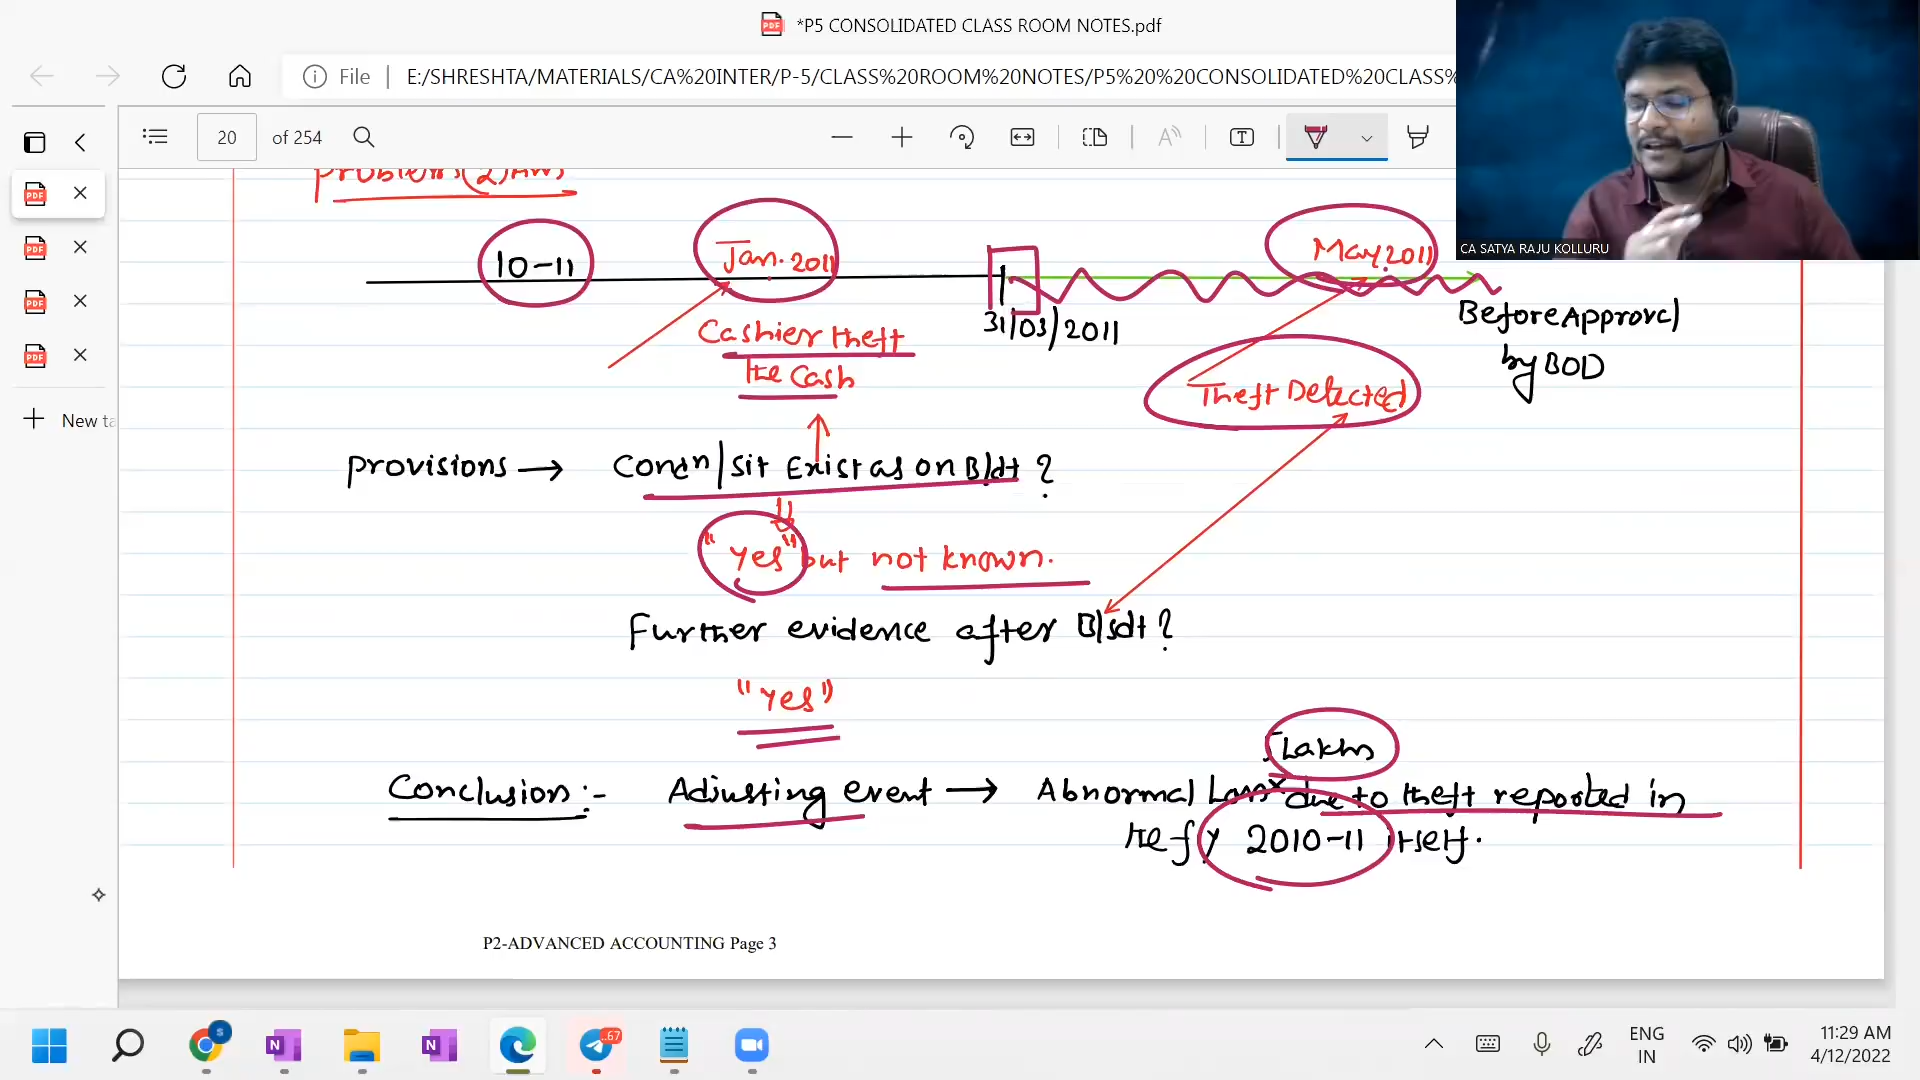 *P5 CONSOLIDATED CLASS ROOM NOTES.pdf
File E:/SHRESHTA/MATERIALS/CA%20INTER/P-5/CLASS%20ROOM%20NOTES/P5%20%20CONSOLIDATED%20CLASS%
20 of 254
CA SATYA RAJU KOLLURU
New ta
10-11
Jan. 2011
May 2011
31/03/2011
Before Approval
by BOD
Cashier theft
the cash
Theft Detected
provisions → Condn/sit Exist as on B/dt ?
"Yes" but not known.
Further evidence after B/sdt ?
"Yes"
Lakhs
Conclusion :- Adjusting event → Abnormal Loss due to theft reported in
the fy 2010-11 itself.
P2-ADVANCED ACCOUNTING Page 3
..67
ENG
IN
11:29 AM
4/12/2022